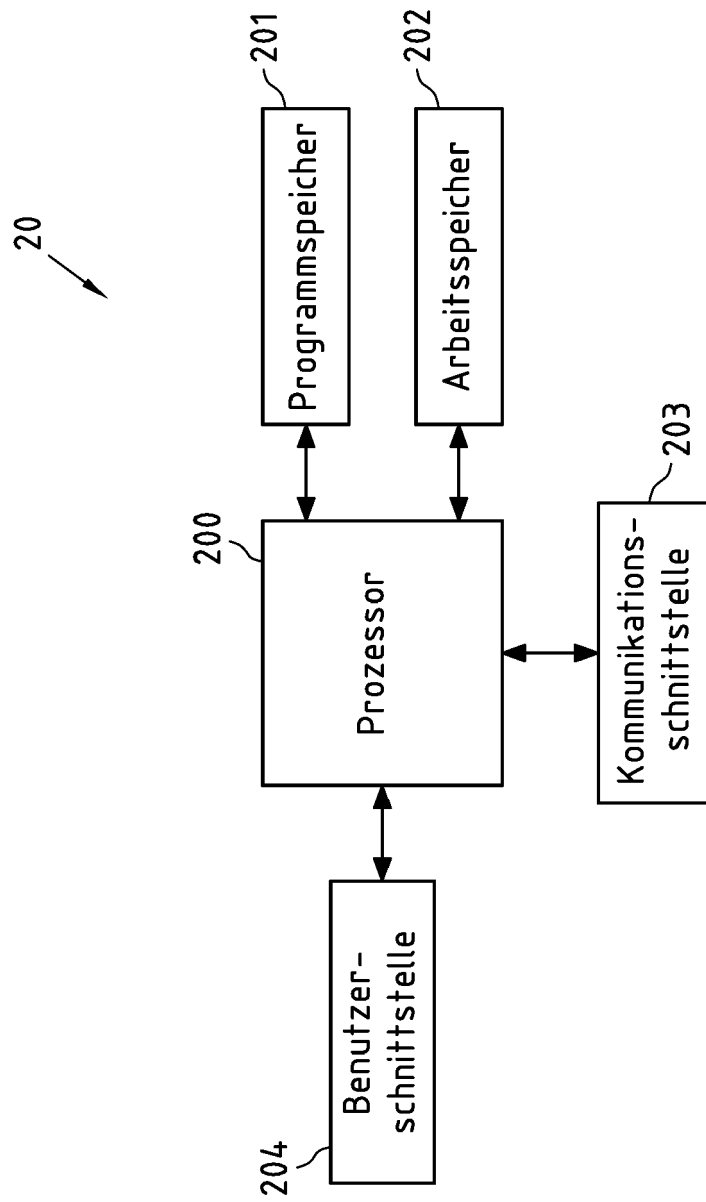 20
200
201
Programmspeicher
204
Benutzer-
schnittstelle
Prozessor
202
Arbeitsspeicher
203
Kommunikations-
schnittstelle